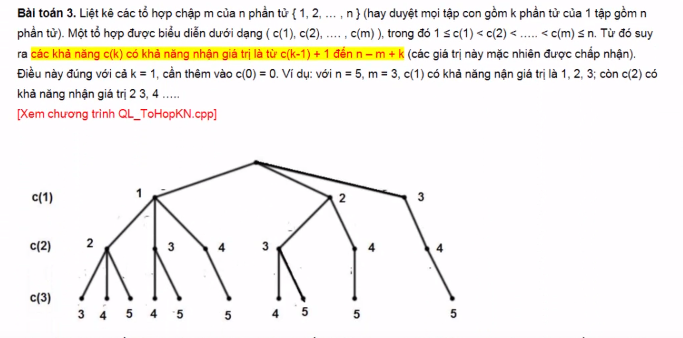 Bài toán 3. Liệt kê các tổ hợp chập m của n phần tử { 1, 2, ... , n } (hay duyệt mọi tập con gồm k phần tử của 1 tập gồm n
phần tử). Một tổ hợp được biểu diễn dưới dạng ( c(1), c(2), .... , c(m) ), trong đó 1 ≤ c(1) < c(2) < ..... < c(m) ≤ n. Từ đó suy
ra các khả năng c(k) có khả năng nhận giá trị là từ c(k-1) + 1 đến n – m + k (các giá trị này mặc nhiên được chấp nhận).
Điều này đúng với cả k = 1, cần thêm vào c(0) = 0. Ví dụ: với n = 5, m = 3, c(1) có khả năng nận giá trị là 1, 2, 3; còn c(2) có
khả năng nhận giá trị 2 3, 4 .....
[Xem chương trình QL_ToHopKN.cpp]
c(1) 1 2 3
c(2) 2 3 4 3 4 4
c(3)
3 4 5 4 5 5 4 5 5 5